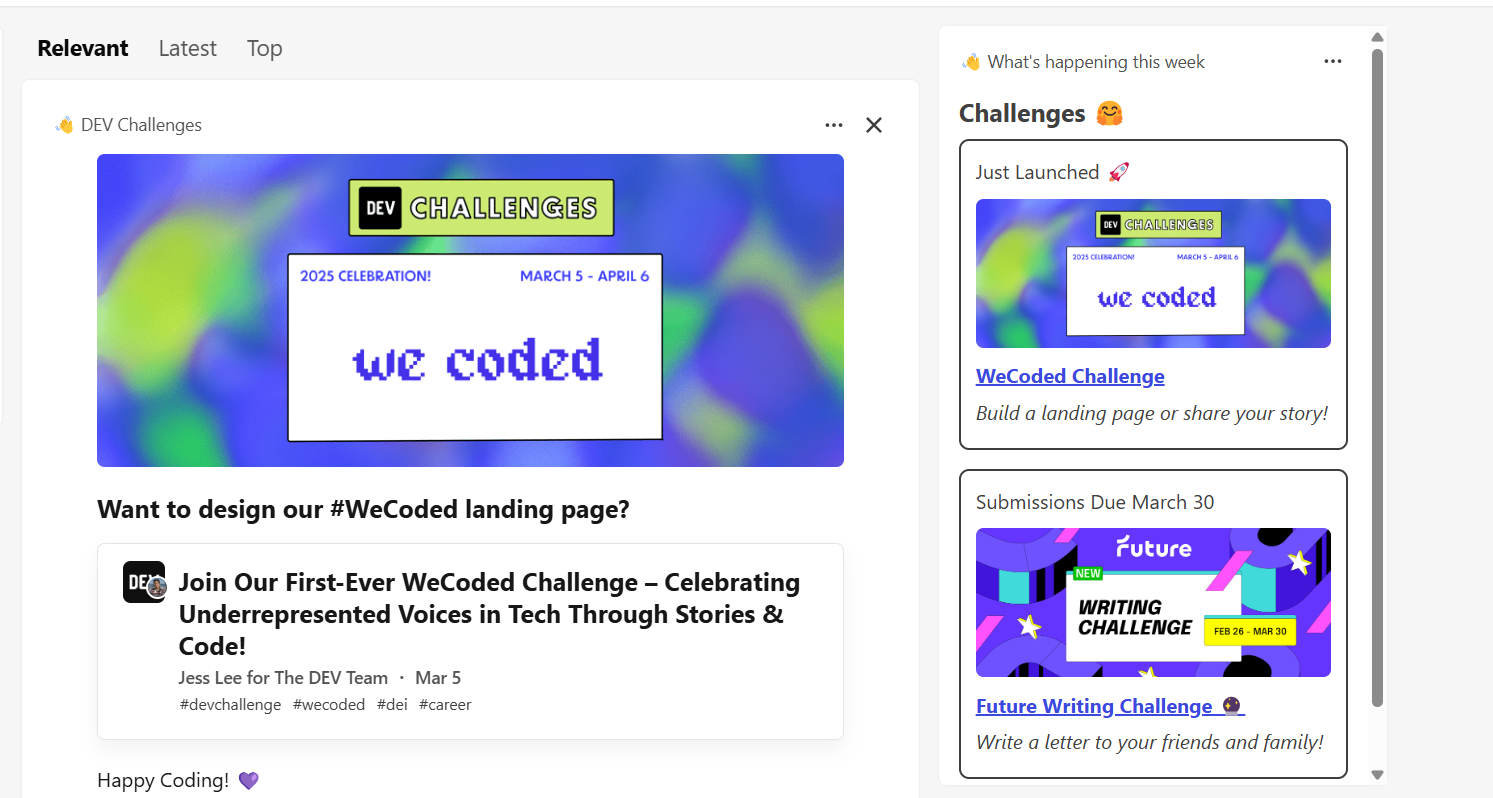 Relevant Latest Top
👋 DEV Challenges
DEV CHALLENGES
2025 CELEBRATION! MARCH 5 - APRIL 6
we coded
Want to design our #WeCoded landing page?
DEV
Join Our First-Ever WeCoded Challenge – Celebrating
Underrepresented Voices in Tech Through Stories &
Code!
Jess Lee for The DEV Team · Mar 5
#devchallenge #wecoded #dei #career
Happy Coding! 💜
👋 What's happening this week
Challenges 🤗
Just Launched 🚀
DEV CHALLENGES
2025 CELEBRATION! MARCH 5 - APRIL 6
we coded
WeCoded Challenge
Build a landing page or share your story!
Submissions Due March 30
Future
NEW
WRITING
CHALLENGE
FEB 26 - MAR 30
Future Writing Challenge 🔮
Write a letter to your friends and family!